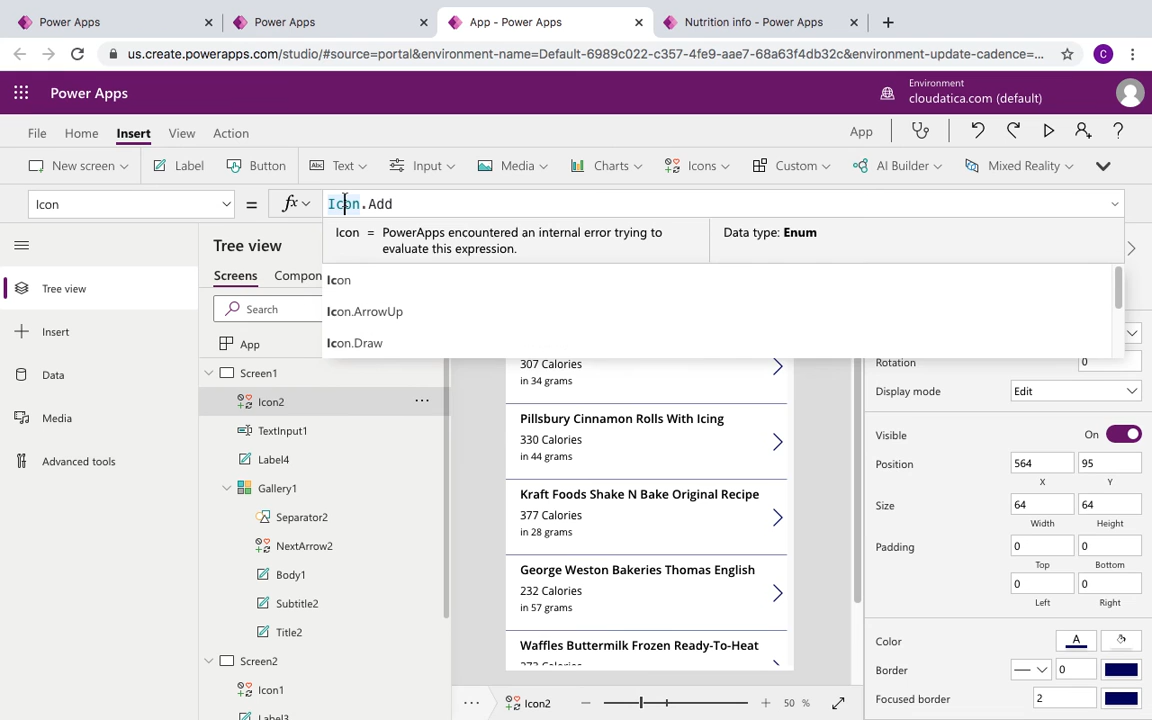 Power Apps
Power Apps
App - Power Apps
Nutrition info - Power Apps
us.create.powerapps.com/studio/#source=portal&environment-name=Default-6989c022-c357-4fe9-aae7-68a63f4db32c&environment-update-cadence=...
C
Power Apps
Environment
cloudatica.com (default)
File
Home
Insert
View
Action
App
New screen
Label
Button
Text
Input
Media
Charts
Icons
Custom
AI Builder
Mixed Reality
Icon
=
fx
Icon.Add
Icon = PowerApps encountered an internal error trying to
evaluate this expression.
Data type: Enum
Icon
Icon.ArrowUp
Icon.Draw
Tree view
Insert
Data
Media
Advanced tools
Tree view
Screens
Compon
Search
App
Screen1
Icon2
...
TextInput1
Label4
Gallery1
Separator2
NextArrow2
Body1
Subtitle2
Title2
Screen2
Icon1
Label3
307 Calories
in 34 grams
Pillsbury Cinnamon Rolls With Icing
330 Calories
in 44 grams
Kraft Foods Shake N Bake Original Recipe
377 Calories
in 28 grams
George Weston Bakeries Thomas English
232 Calories
in 57 grams
Waffles Buttermilk Frozen Ready-To-Heat
273 Calories
... Icon2
50 %
Rotation
0
Display mode
Edit
Visible
On
Position
564
95
X
Y
Size
64
64
Width
Height
Padding
0
0
Top
Bottom
0
0
Left
Right
Color
A
Border
0
Focused border
2